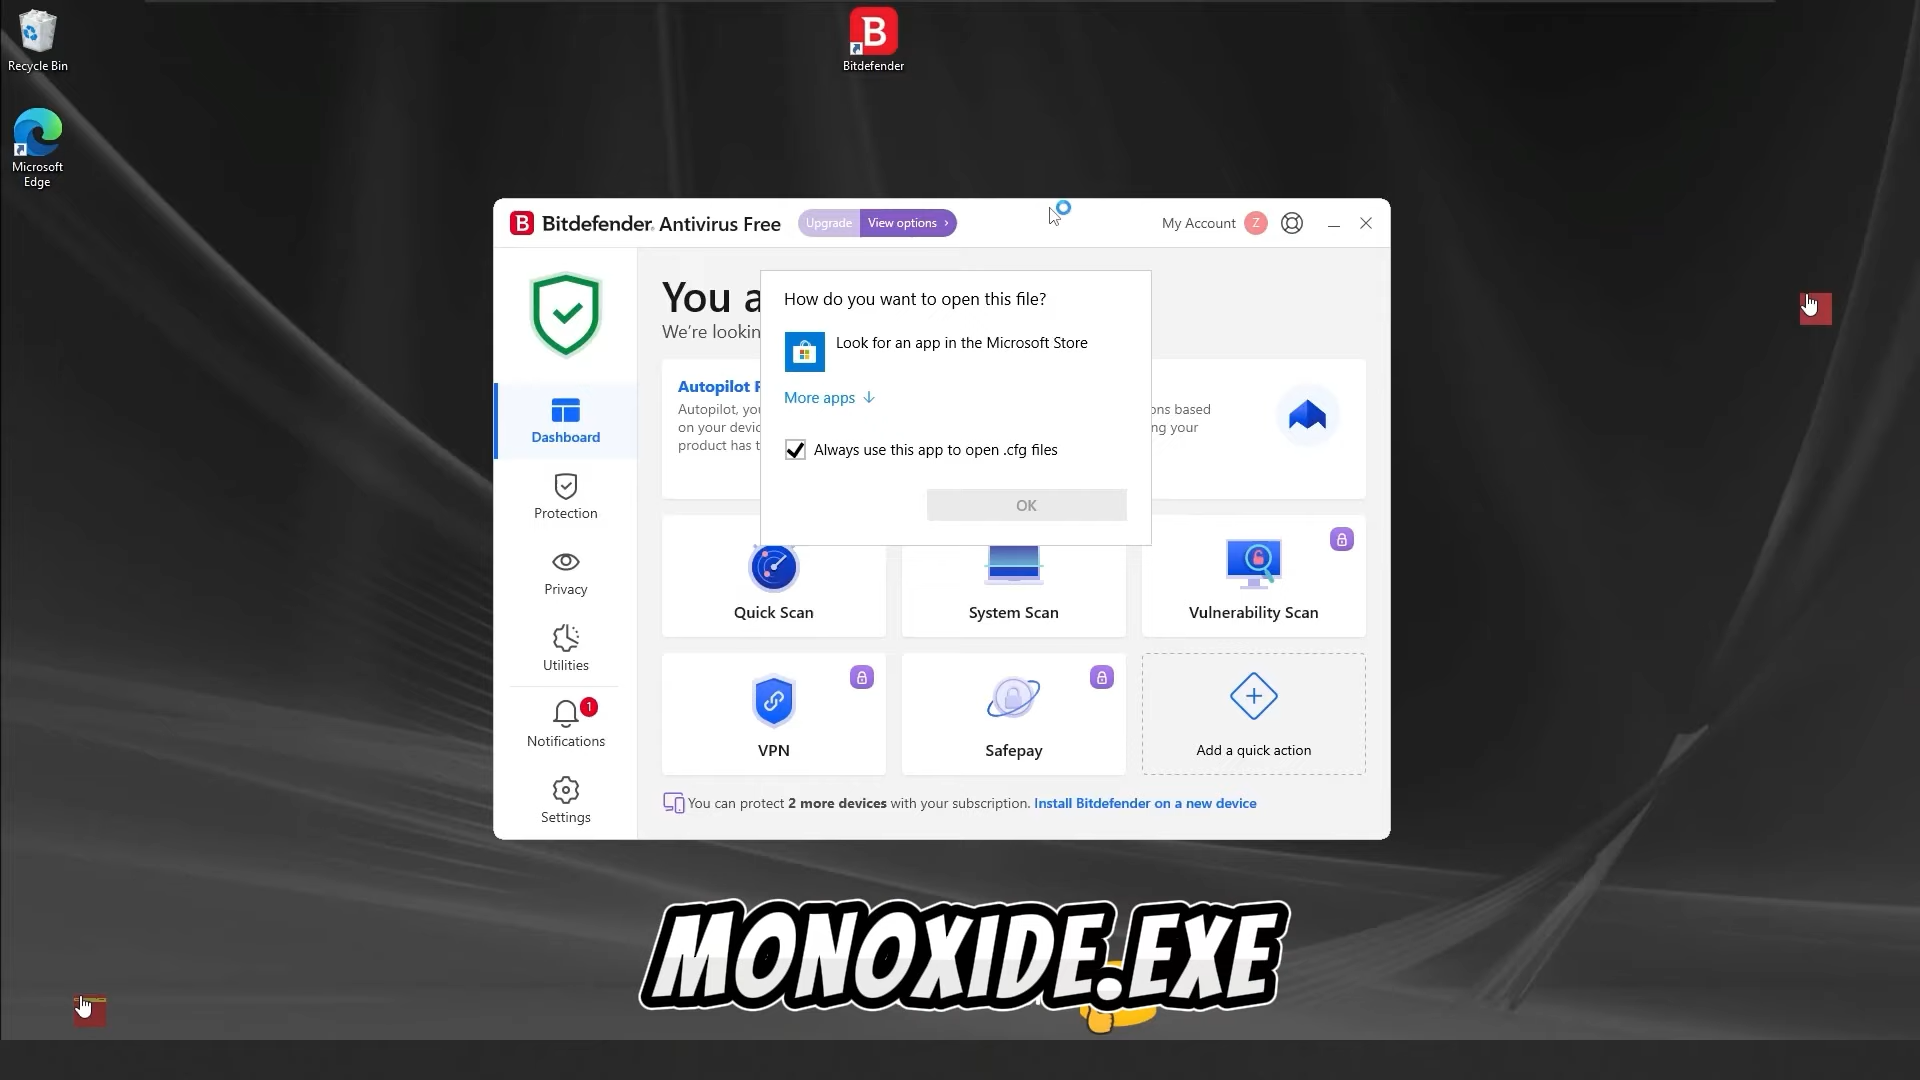 Recycle Bin
Bitdefender
Microsoft
Edge
B Bitdefender Antivirus Free
Upgrade
View options ›
My Account
Z
You a
We're lookin
How do you want to open this file?
Look for an app in the Microsoft Store
More apps
Always use this app to open .cfg files
OK
Autopilot
Autopilot, you
on your devic
product has t
ons based
ng your
Dashboard
Protection
Privacy
Utilities
1
Notifications
Settings
Quick Scan
System Scan
Vulnerability Scan
VPN
Safepay
Add a quick action
You can protect 2 more devices with your subscription. Install Bitdefender on a new device
MONOXIDE.EXE